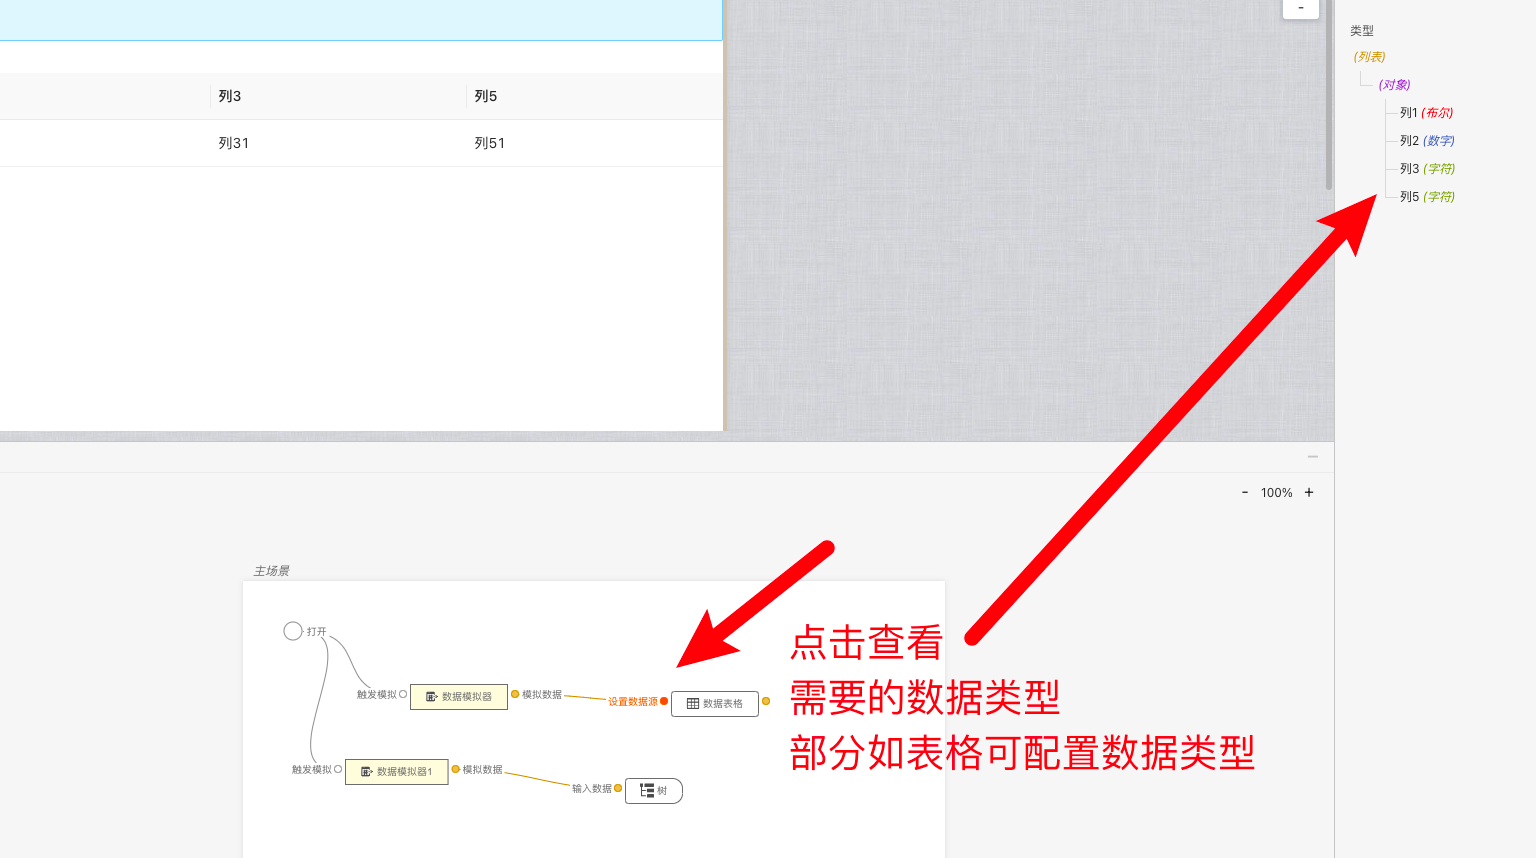 -
类型
(列表)
(对象)
列1 (布尔)
列2 (数字)
列3 (字符)
列5 (字符)
列3 列5
列31 列51
- 100% +
主场景
打开
触发模拟 数据模拟器 模拟数据 设置数据源 数据表格
触发模拟 数据模拟器1 模拟数据 输入数据 树
点击查看
需要的数据类型
部分如表格可配置数据类型